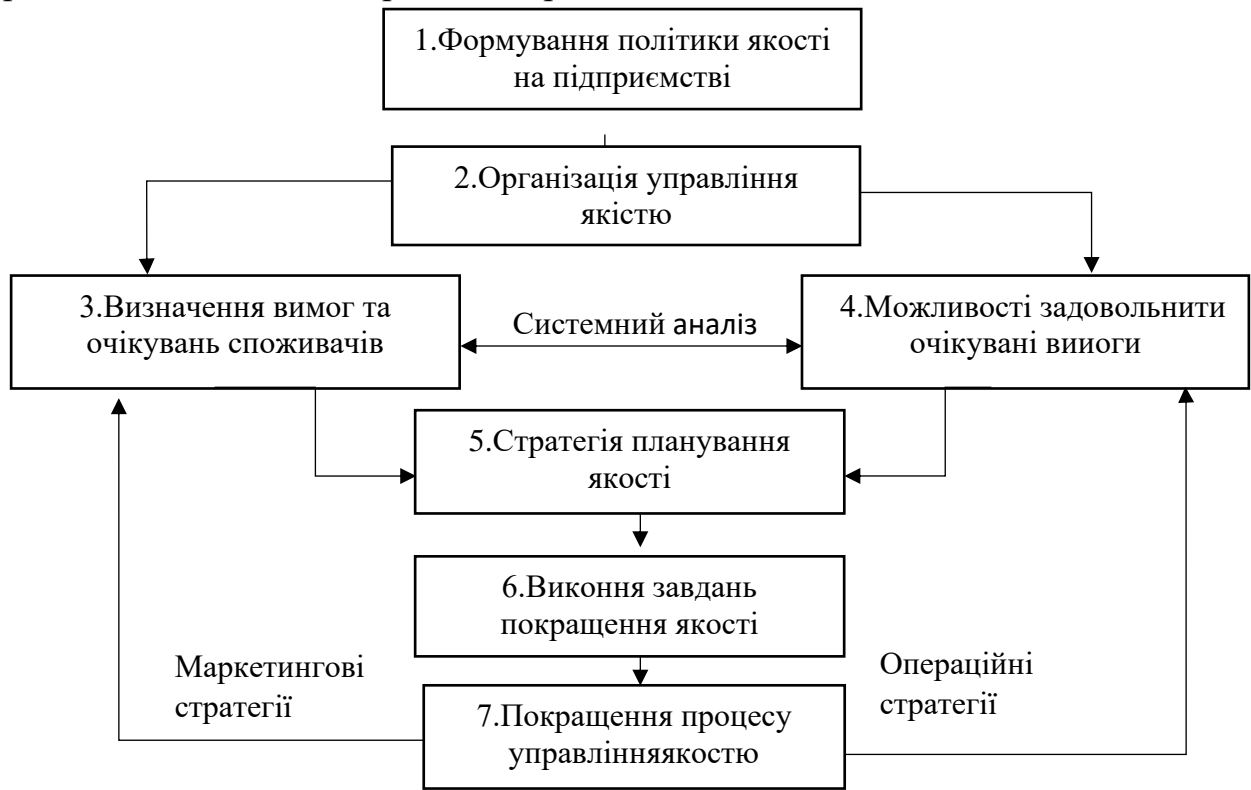 1.Формування політики якості
на підприємстві
2.Організація управління
якістю
3.Визначення вимог та
очікувань споживачів
Системний аналіз
4.Можливості задовольнити
очікувані вийоги
5.Стратегія планування
якості
6.Виконня завдань
покращення якості
Маркетингові
стратегії
Операційні
стратегії
7.Покращення процесу
управлінняякостю